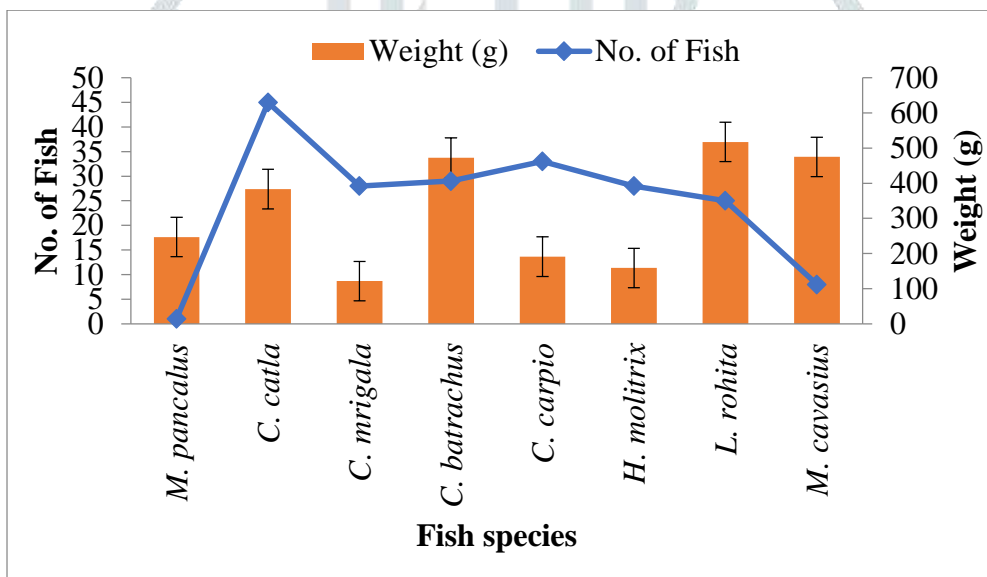 Weight (g) No. of Fish
50
45
40
35
30
25
20
15
10
5
0
No. of Fish
700
600
500
400
300
200
100
0
Weight (g)
M. pancalus
C. catla
C. mrigala
C. batrachus
C. carpio
H. molitrix
L. rohita
M. cavasius
Fish species